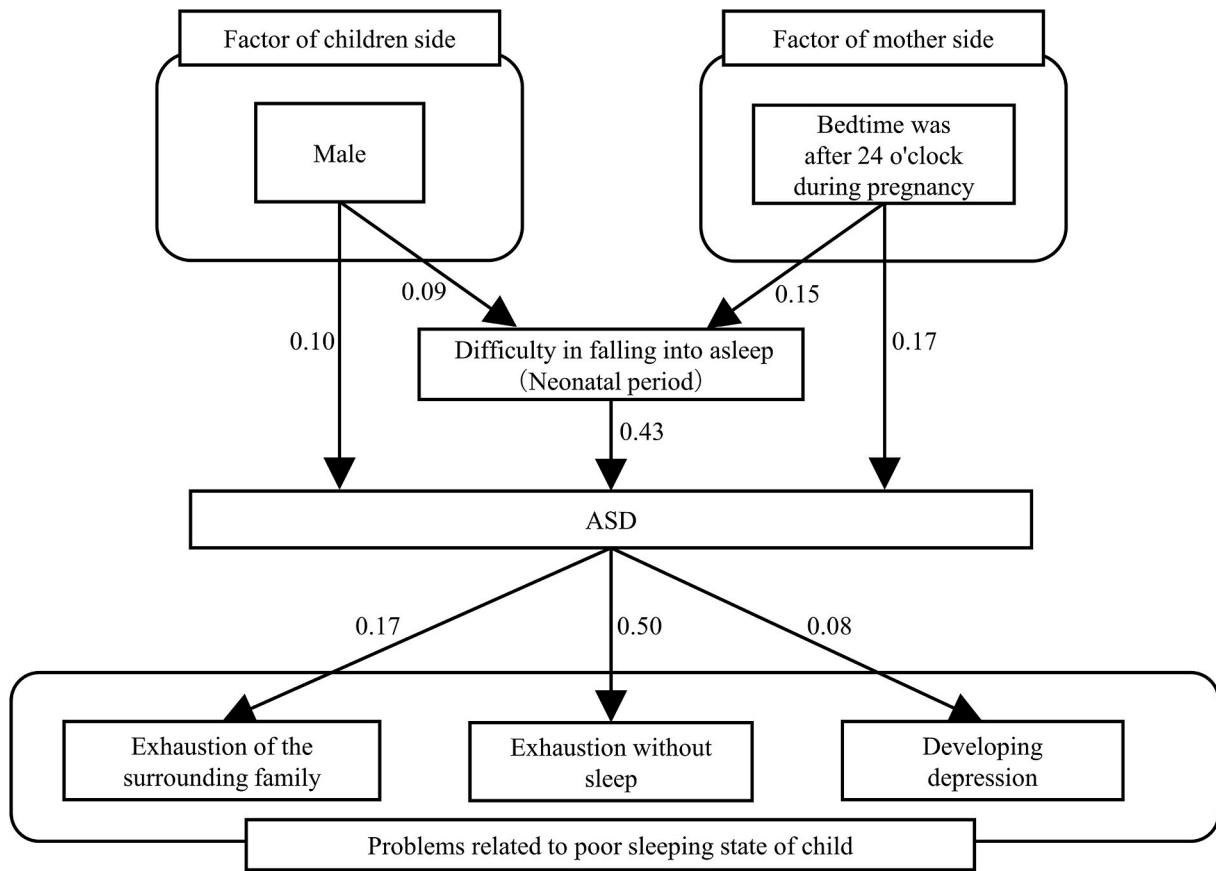 Factor of children side
Factor of mother side
Male
Bedtime was
after 24 o'clock
during pregnancy
0.09
0.15
0.10
0.17
Difficulty in falling into asleep
(Neonatal period)
0.43
ASD
0.17
0.50
0.08
Exhaustion of the
surrounding family
Exhaustion without
sleep
Developing
depression
Problems related to poor sleeping state of child